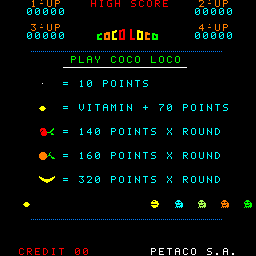 1-UP HIGH SCORE 2-UP
00000 00000
3-UP COCOLOCO 4-UP
00000 00000
PLAY COCO LOCO
= 10 POINTS
= VITAMIN + 70 POINTS
= 140 POINTS X ROUND
= 160 POINTS X ROUND
= 320 POINTS X ROUND
CREDIT 00 PETACO S.A.